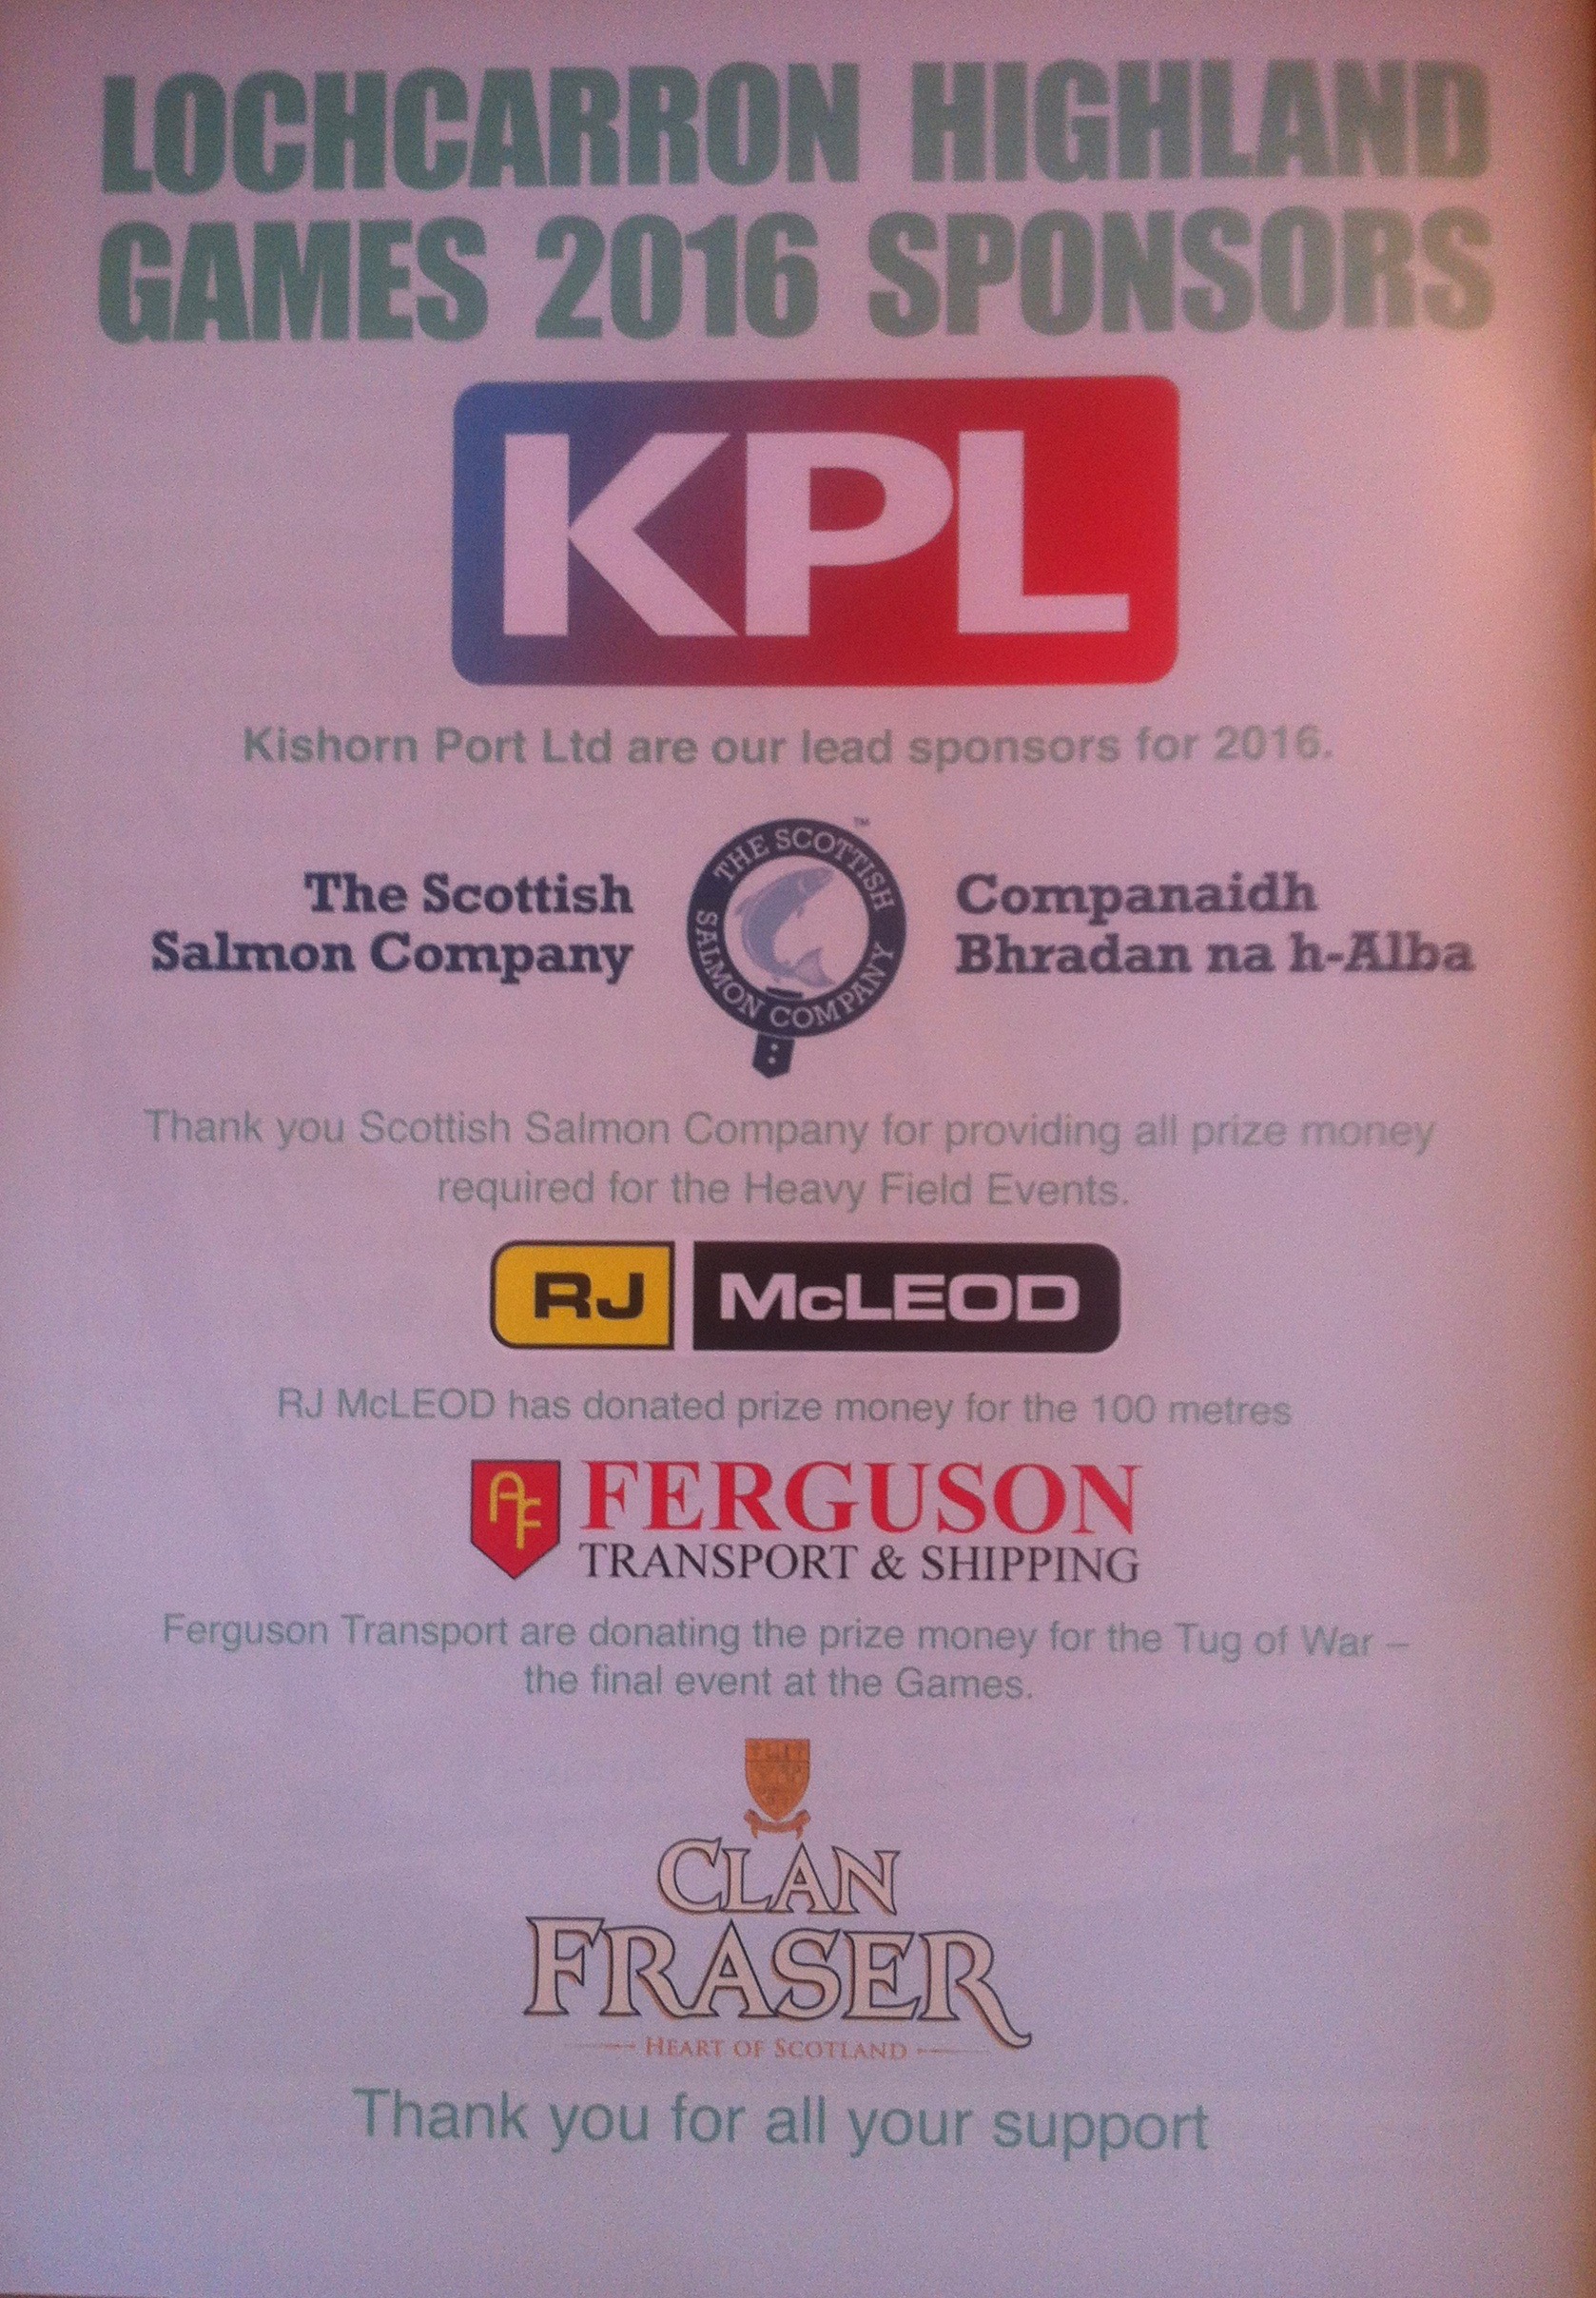 LOCHCARRON HIGHLAND
GAMES 2016 SPONSORS
KPL
Kishorn Port Ltd are our lead sponsors for 2016.
The Scottish
Salmon Company
THE SCOTTISH
SALMON COMPANY
™
Companaidh
Bhradan na h-Alba
Thank you Scottish Salmon Company for providing all prize money
required for the Heavy Field Events.
RJ McLEOD
RJ McLEOD has donated prize money for the 100 metres
AF
FERGUSON
TRANSPORT & SHIPPING
Ferguson Transport are donating the prize money for the Tug of War –
the final event at the Games.
CLAN
FRASER
HEART OF SCOTLAND
Thank you for all your support